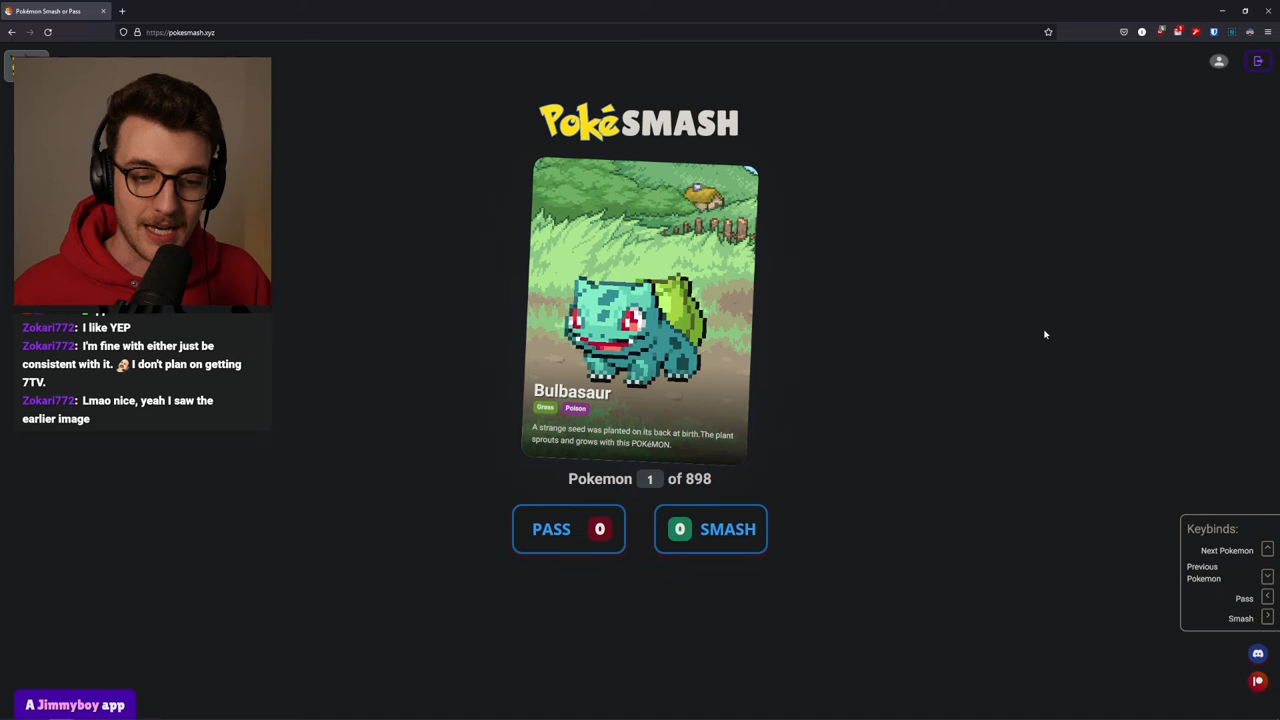 Pokémon Smash or Pass
https://pokesmash.xyz
PokéSMASH
Zokari772: I like YEP
Zokari772: I'm fine with either just be
consistent with it. I don't plan on getting
7TV.
Zokari772: Lmao nice, yeah I saw the
earlier image
Bulbasaur
Grass Poison
A strange seed was planted on its back at birth.The plant
sprouts and grows with this POKéMON.
Pokemon 1 of 898
PASS 0
0 SMASH
Keybinds:
Next Pokemon
Previous
Pokemon
Pass
Smash
A Jimmyboy app